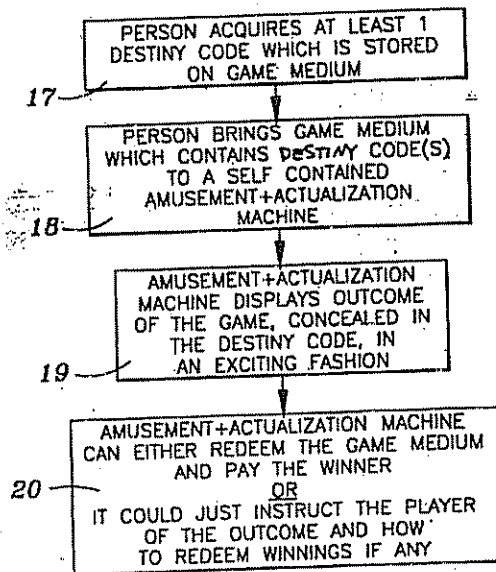 PERSON ACQUIRES AT LEAST 1
DESTINY CODE WHICH IS STORED
ON GAME MEDIUM
17
PERSON BRINGS GAME MEDIUM
WHICH CONTAINS DESTINY CODE(S)
TO A SELF CONTAINED
AMUSEMENT+ACTUALIZATION
MACHINE
18
AMUSEMENT+ACTUALIZATION
MACHINE DISPLAYS OUTCOME
OF THE GAME, CONCEALED IN
THE DESTINY CODE, IN
AN EXCITING FASHION
19
AMUSEMENT+ACTUALIZATION MACHINE
CAN EITHER REDEEM THE GAME MEDIUM
AND PAY THE WINNER
OR
IT COULD JUST INSTRUCT THE PLAYER
OF THE OUTCOME AND HOW
TO REDEEM WINNINGS IF ANY
20